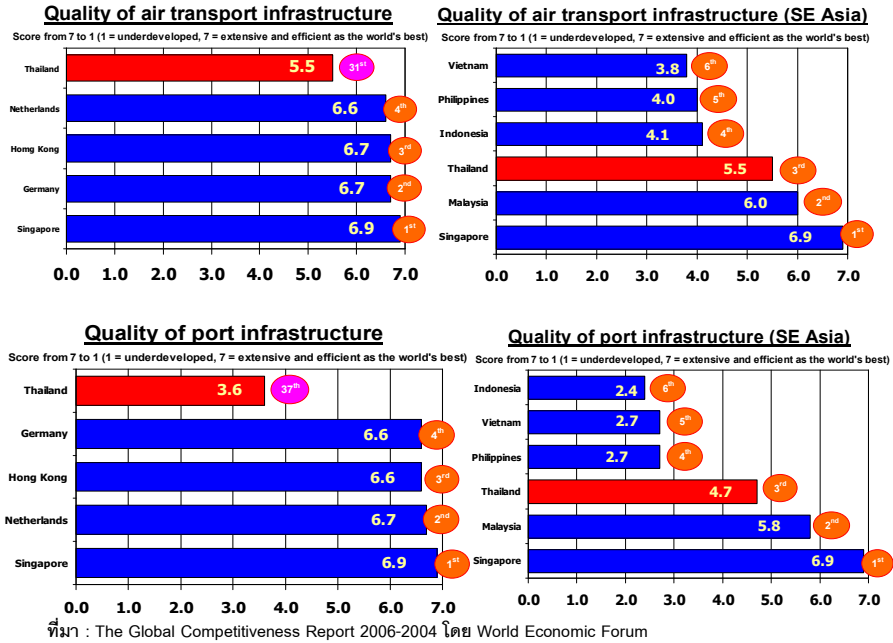 Quality of air transport infrastructure
Score from 7 to 1 (1 = underdeveloped, 7 = extensive and efficient as the world's best)
Thailand 5.5 31st
Netherlands 6.6 4th
Homg Kong 6.7 3rd
Germany 6.7 2nd
Singapore 6.9 1st
0.0 1.0 2.0 3.0 4.0 5.0 6.0 7.0
Quality of air transport infrastructure (SE Asia)
Score from 7 to 1 (1 = underdeveloped, 7 = extensive and efficient as the world's best)
Vietnam 3.8 6th
Philippines 4.0 5th
Indonesia 4.1 4th
Thailand 5.5 3rd
Malaysia 6.0 2nd
Singapore 6.9 1st
0.0 1.0 2.0 3.0 4.0 5.0 6.0 7.0
Quality of port infrastructure
Score from 7 to 1 (1 = underdeveloped, 7 = extensive and efficient as the world's best)
Thailand 3.6 37th
Germany 6.6 4th
Hong Kong 6.6 3rd
Netherlands 6.7 2nd
Singapore 6.9 1st
0.0 1.0 2.0 3.0 4.0 5.0 6.0 7.0
Quality of port infrastructure (SE Asia)
Score from 7 to 1 (1 = underdeveloped, 7 = extensive and efficient as the world's best)
Indonesia 2.4 6th
Vietnam 2.7 5th
Philippines 2.7 4th
Thailand 4.7 3rd
Malaysia 5.8 2nd
Singapore 6.9 1st
0.0 1.0 2.0 3.0 4.0 5.0 6.0 7.0
ที่มา : The Global Competitiveness Report 2006-2004 โดย World Economic Forum